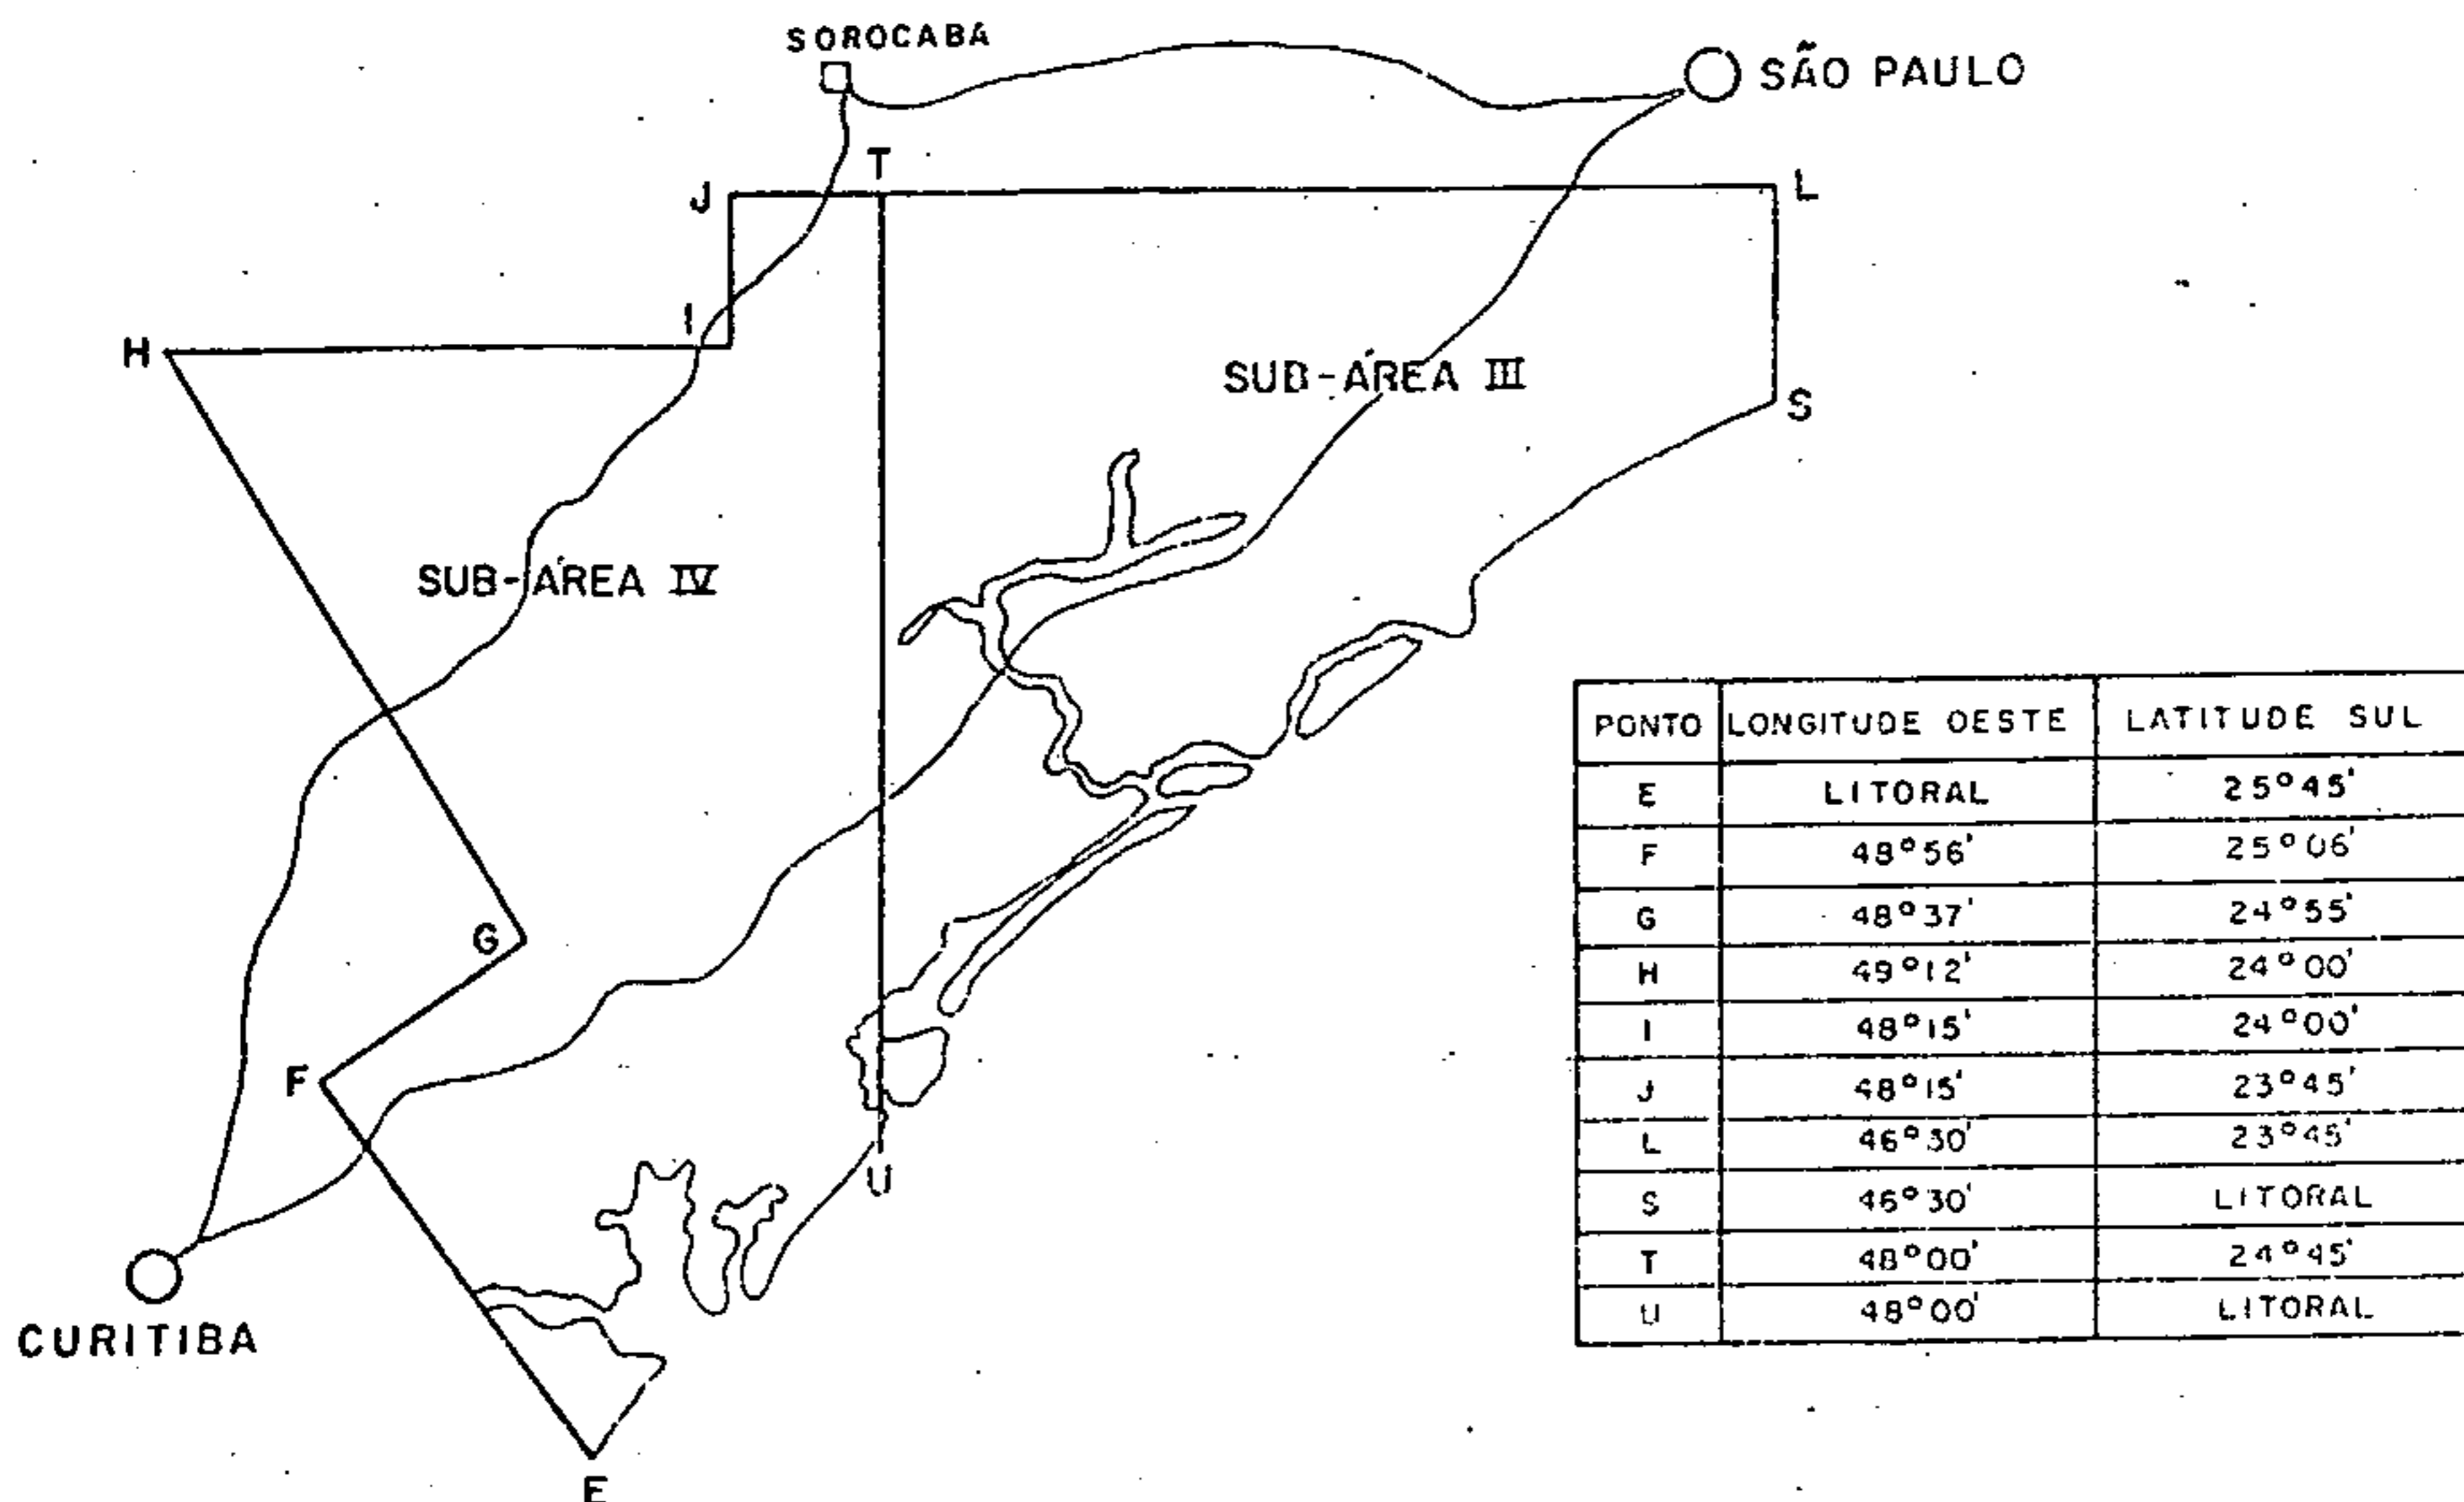 SOROCABA
SÃO PAULO
T
J
L
I
H
SUB-ÁREA III
S
SUB-ÁREA IV
G
F
U
CURITIBA
E
PONTO LONGITUDE OESTE LATITUDE SUL
E LITORAL 25°45'
F 48°56' 25°06'
G 48°37' 24°55'
H 49°12' 24°00'
I 48°15' 24°00'
J 48°15' 23°45'
L 46°30' 23°45'
S 46°30' LITORAL
T 48°00' 24°45'
U 48°00' LITORAL